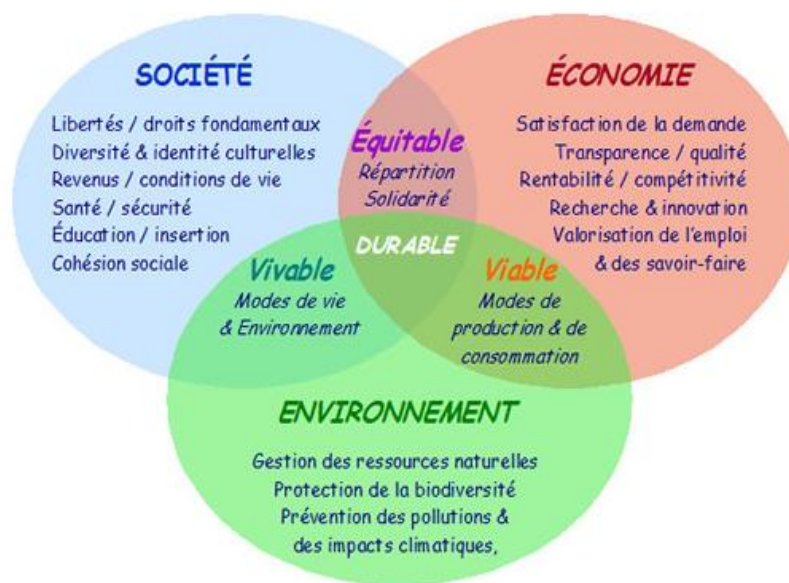 SOCIÉTÉ
Libertés / droits fondamentaux
Diversité & identité culturelles
Revenus / conditions de vie
Santé / sécurité
Éducation / insertion
Cohésion sociale
ÉCONOMIE
Satisfaction de la demande
Transparence / qualité
Rentabilité / compétitivité
Recherche & innovation
Valorisation de l'emploi
& des savoir-faire
Équitable
Répartition
Solidarité
DURABLE
Vivable
Modes de vie
& Environnement
Viable
Modes de
production & de
consommation
ENVIRONNEMENT
Gestion des ressources naturelles
Protection de la biodiversité
Prévention des pollutions &
des impacts climatiques,